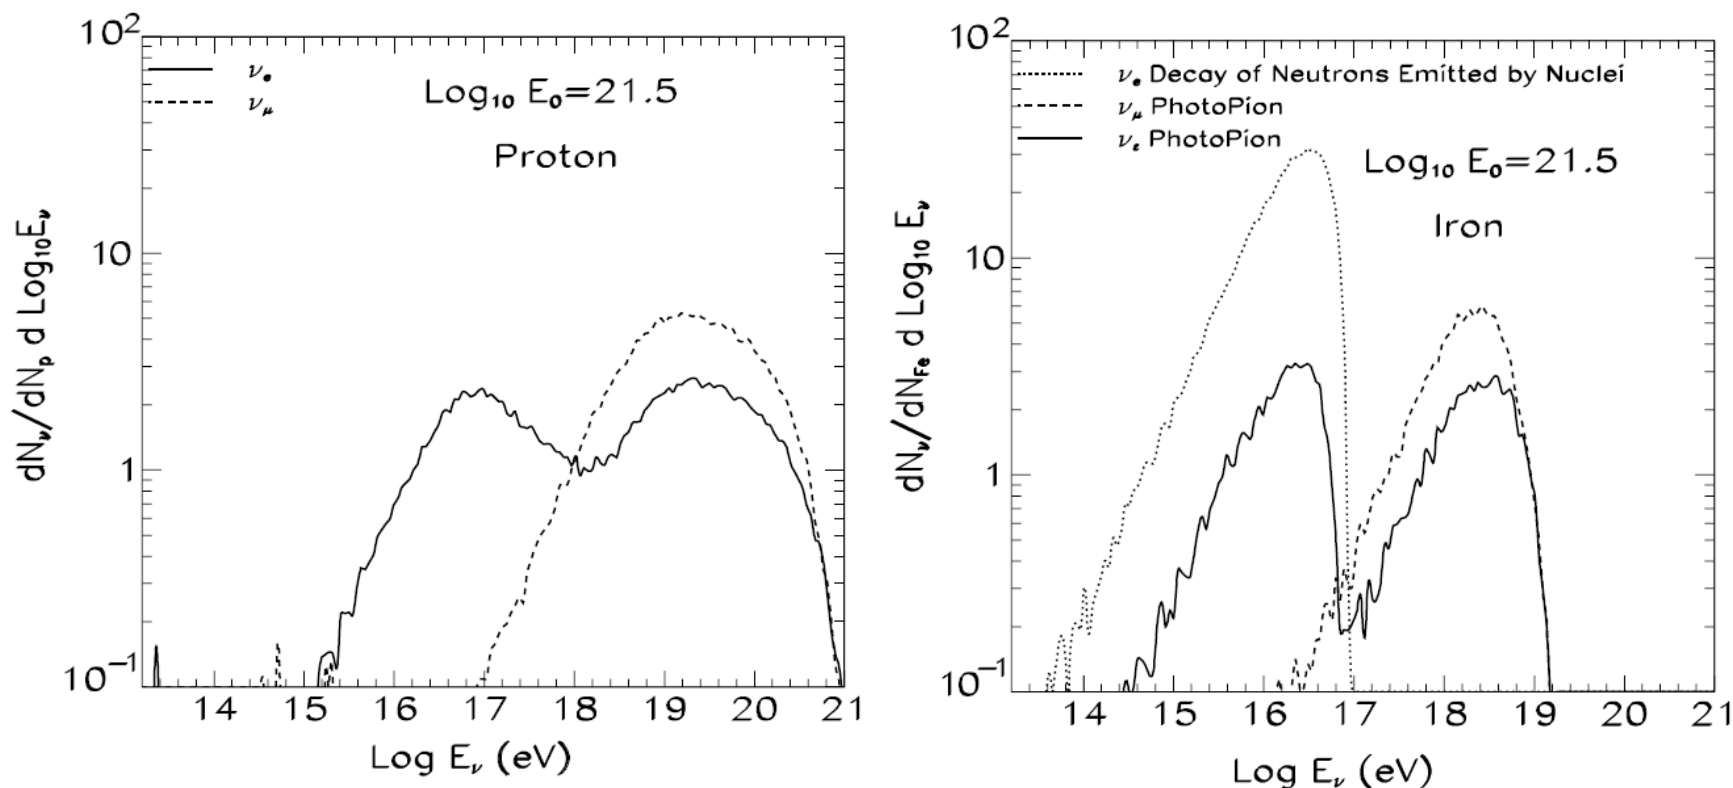 10²
ν_e
ν_μ
Log₁₀ E₀=21.5
Proton
10
1
10⁻¹
dN_ν/dN_p d Log₁₀E_ν
14 15 16 17 18 19 20 21
Log E_ν (eV)
10²
ν_e Decay of Neutrons Emitted by Nuclei
ν_μ PhotoPion
ν_e PhotoPion
Log₁₀ E₀=21.5
Iron
10
1
10⁻¹
dN_ν/dN_Fe d Log₁₀ E_ν
14 15 16 17 18 19 20 21
Log E_ν (eV)